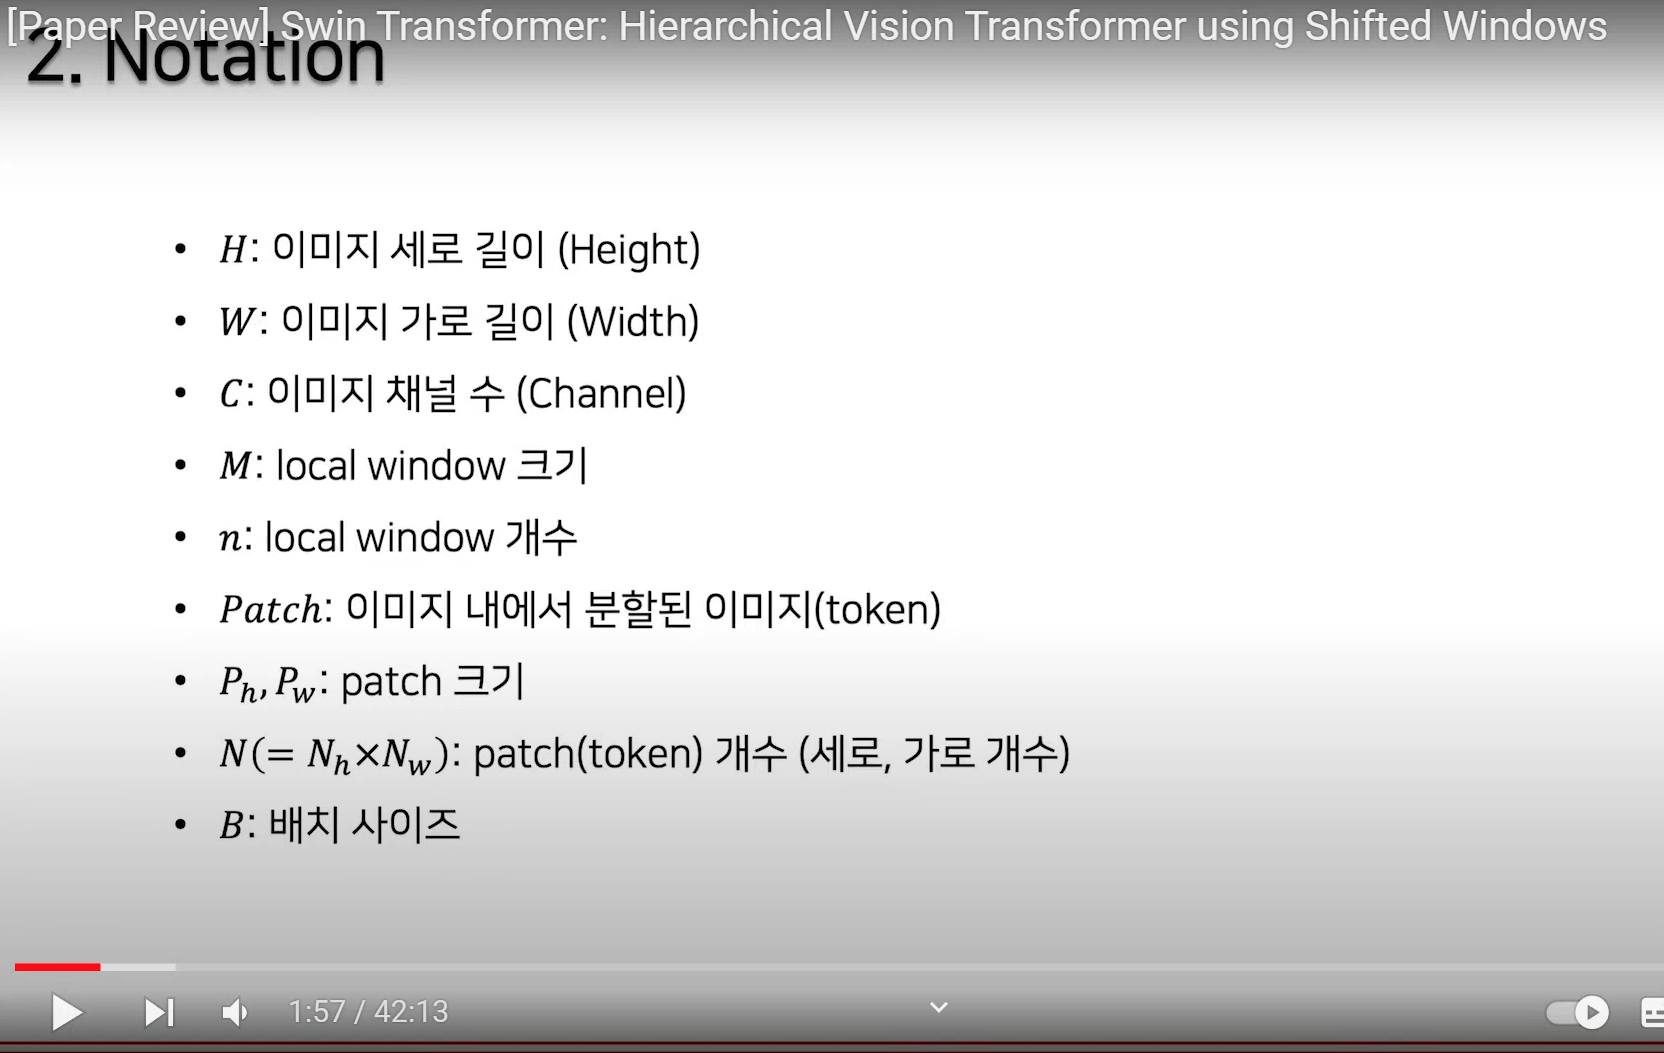 [Paper Review] Swin Transformer: Hierarchical Vision Transformer using Shifted Windows
2. Notation
• H: 이미지 세로 길이 (Height)
• W: 이미지 가로 길이 (Width)
• C: 이미지 채널 수 (Channel)
• M: local window 크기
• n: local window 개수
• Patch: 이미지 내에서 분할된 이미지(token)
• Pₕ, P_w: patch 크기
• N(= Nₕ×N_w): patch(token) 개수 (세로, 가로 개수)
• B: 배치 사이즈
1:57 / 42:13